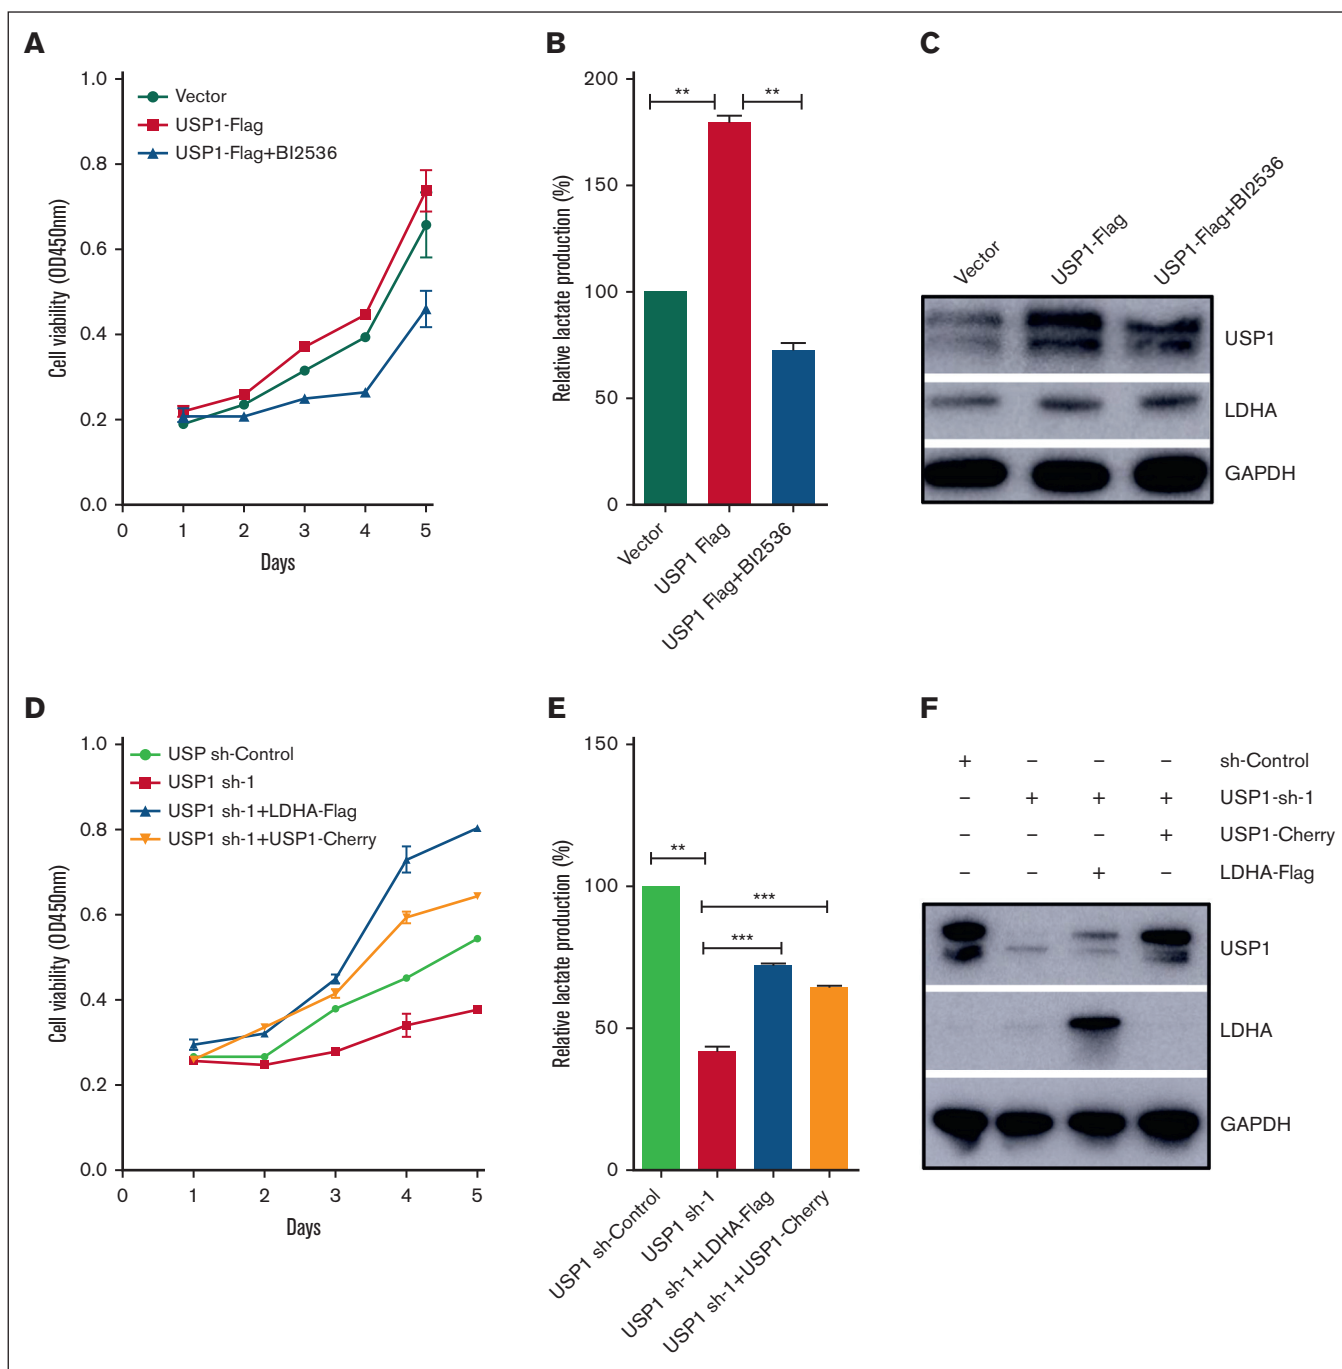 A
1.0
0.8
0.6
0.4
0.2
0.0
0
1
2
3
4
5
Cell viability (OD450nm)
Days
Vector
USP1-Flag
USP1-Flag+BI2536
B
200
150
100
50
0
Relative lactate production (%)
**
**
Vector
USP1 Flag
USP1 Flag+BI2536
C
Vector
USP1-Flag
USP1-Flag+BI2536
USP1
LDHA
GAPDH
D
1.0
0.8
0.6
0.4
0.2
0.0
0
1
2
3
4
5
Cell viability (OD450nm)
Days
USP sh-Control
USP1 sh-1
USP1 sh-1+LDHA-Flag
USP1 sh-1+USP1-Cherry
E
150
100
50
0
Relative lactate production (%)
**
***
***
USP1 sh-Control
USP1 sh-1
USP1 sh-1+LDHA-Flag
USP1 sh-1+USP1-Cherry
F
+ – – – sh-Control
– + + + USP1-sh-1
– – – + USP1-Cherry
– – + – LDHA-Flag
USP1
LDHA
GAPDH